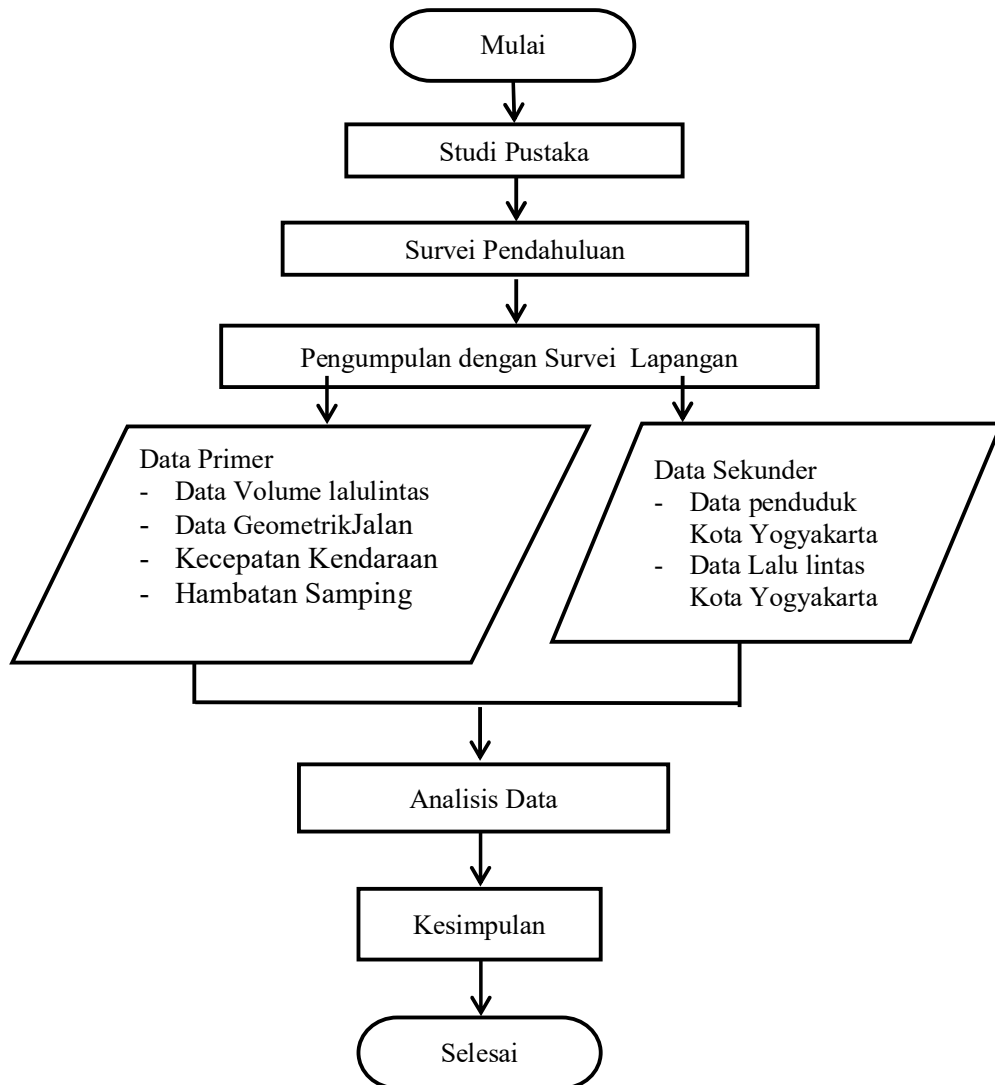 Mulai
Studi Pustaka
Survei Pendahuluan
Pengumpulan dengan Survei Lapangan
Data Primer
- Data Volume lalulintas
- Data GeometrikJalan
- Kecepatan Kendaraan
- Hambatan Samping
Data Sekunder
- Data penduduk
Kota Yogyakarta
- Data Lalu lintas
Kota Yogyakarta
Analisis Data
Kesimpulan
Selesai